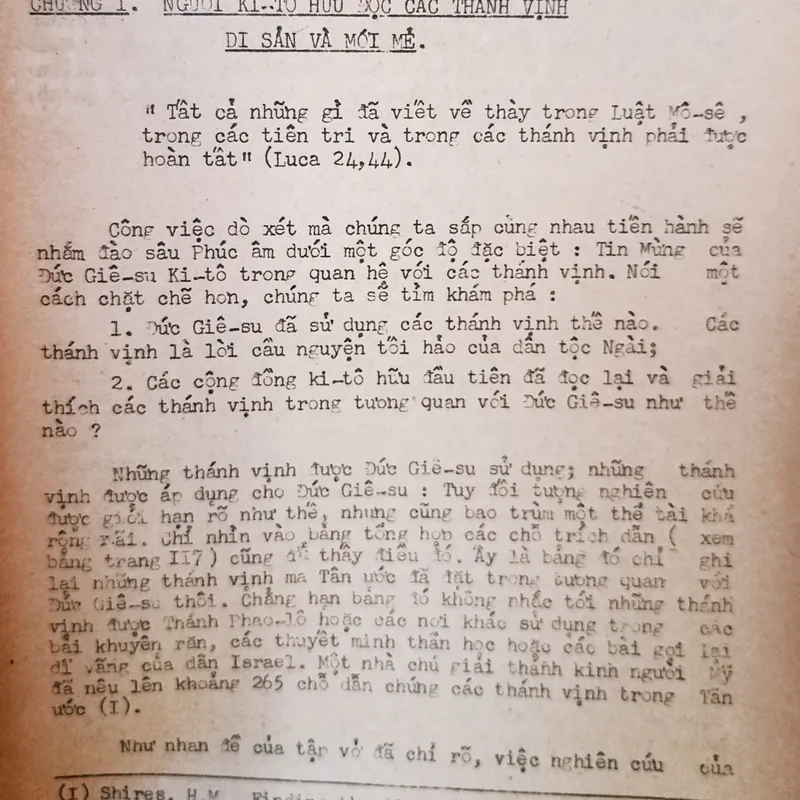 CHƯƠNG I. NGƯỜI KI-TÔ HỮU ĐỌC CÁC THÁNH VỊNH
DI SẢN VÀ MỚI MẺ.
" Tất cả những gì đã viết về thày trong Luật Mô-sê ,
trong các tiên tri và trong các thánh vịnh phải được
hoàn tất" (Luca 24,44).
Công việc dò xét mà chúng ta sắp cùng nhau tiến hành sẽ
nhắm đào sâu Phúc âm dưới một góc độ đặc biệt : Tin Mừng của
Đức Giê-su Ki-tô trong quan hệ với các thánh vịnh. Nói một
cách chặt chẽ hơn, chúng ta sẽ tìm khám phá :
1. Đức Giê-su đã sử dụng các thánh vịnh thế nào. Các
thánh vịnh là lời cầu nguyện tối hảo của dân tộc Ngài;
2. Các cộng đồng ki-tô hữu đầu tiên đã đọc lại và giải
thích các thánh vịnh trong tương quan với Đức Giê-su như thế
nào ?
Những thánh vịnh được Đức Giê-su sử dụng; những thánh
vịnh được áp dụng cho Đức Giê-su : Tuy đối tượng nghiên cứu
được giới hạn rõ như thế, nhưng cũng bao trùm một thể tài khá
rộng rãi. Chỉ nhìn vào bảng tổng hợp các chỗ trích dẫn ( xem
bảng trang II7 ) cũng đủ thấy điều đó. Ấy là bảng đó chỉ ghi
lại những thánh vịnh mà Tân ước đã đặt trong tương quan với
Đức Giê-su thôi. Chẳng hạn bảng đó không nhắc tới những thánh
vịnh được Thánh Phao-lô hoặc các nơi khác sử dụng trong các
bài khuyên răn, các thuyết minh thần học hoặc các bài gọi lại
dĩ vãng của dân Israel. Một nhà chú giải thánh kinh người Mỹ
đã nêu lên khoảng 265 chỗ dẫn chứng các thánh vịnh trong Tân
ước (I).
Như nhan đề của tập vở đã chỉ rõ, việc nghiên cứu của
(I) Shires, H.M. Finding